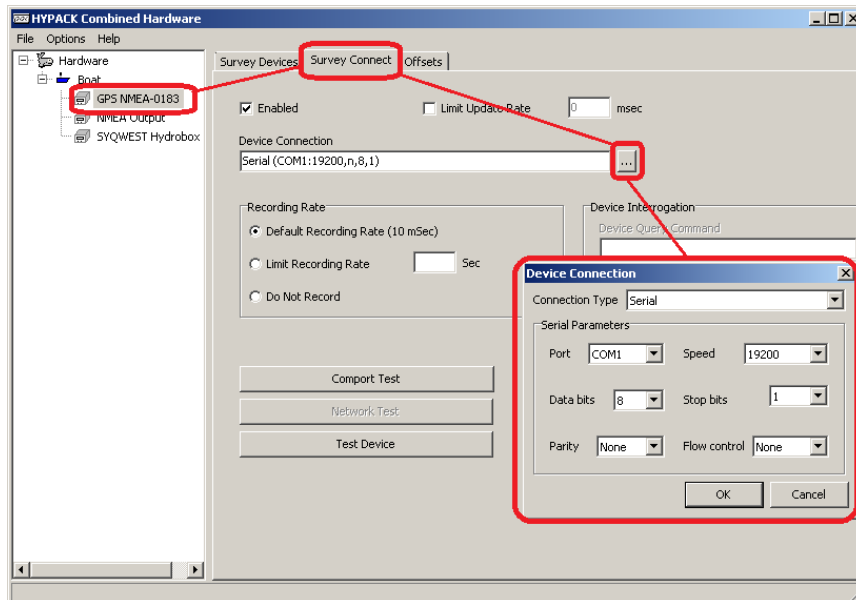 HYPACK Combined Hardware
File Options Help
Hardware
Boat
GPS NMEA-0183
NMEA Output
SYQWEST Hydrobox
Survey Devices Survey Connect Offsets
Enabled Limit Update Rate 0 msec
Device Connection
Serial (COM1:19200,n,8,1) ...
Recording Rate
Default Recording Rate (10 mSec)
Limit Recording Rate Sec
Do Not Record
Device Interrogation
Device Query Command
Comport Test
Network Test
Test Device
Device Connection
Connection Type Serial
Serial Parameters
Port COM1 Speed 19200
Data bits 8 Stop bits 1
Parity None Flow control None
OK Cancel